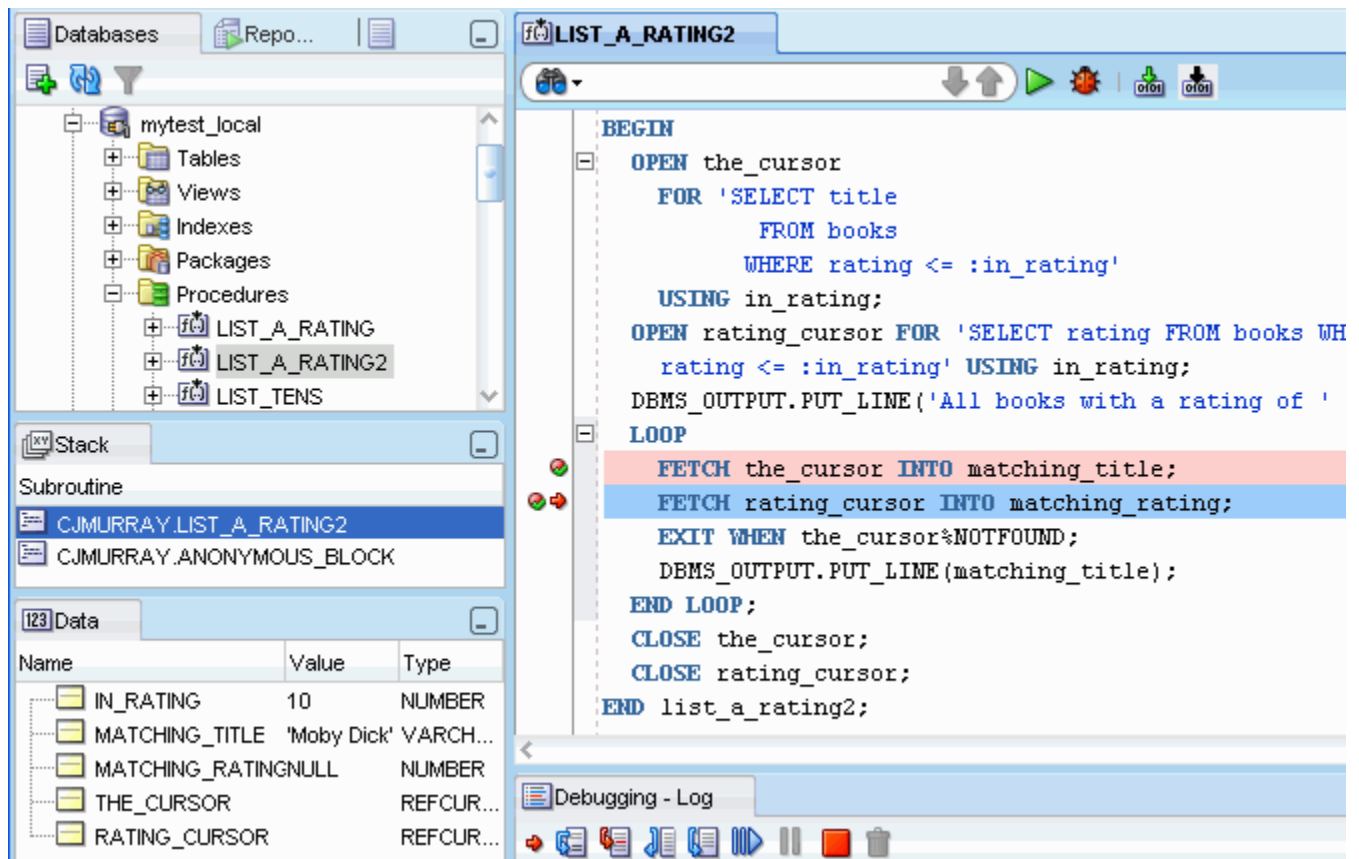 Databases
Repo...
mytest_local
Tables
Views
Indexes
Packages
Procedures
LIST_A_RATING
LIST_A_RATING2
LIST_TENS
Stack
Subroutine
CJMURRAY.LIST_A_RATING2
CJMURRAY.ANONYMOUS_BLOCK
123 Data
Name Value Type
IN_RATING 10 NUMBER
MATCHING_TITLE 'Moby Dick' VARCH...
MATCHING_RATING NULL NUMBER
THE_CURSOR REFCUR...
RATING_CURSOR REFCUR...
LIST_A_RATING2
BEGIN
OPEN the_cursor
FOR 'SELECT title
FROM books
WHERE rating <= :in_rating'
USING in_rating;
OPEN rating_cursor FOR 'SELECT rating FROM books WH
rating <= :in_rating' USING in_rating;
DBMS_OUTPUT.PUT_LINE('All books with a rating of '
LOOP
FETCH the_cursor INTO matching_title;
FETCH rating_cursor INTO matching_rating;
EXIT WHEN the_cursor%NOTFOUND;
DBMS_OUTPUT.PUT_LINE(matching_title);
END LOOP;
CLOSE the_cursor;
CLOSE rating_cursor;
END list_a_rating2;
Debugging - Log